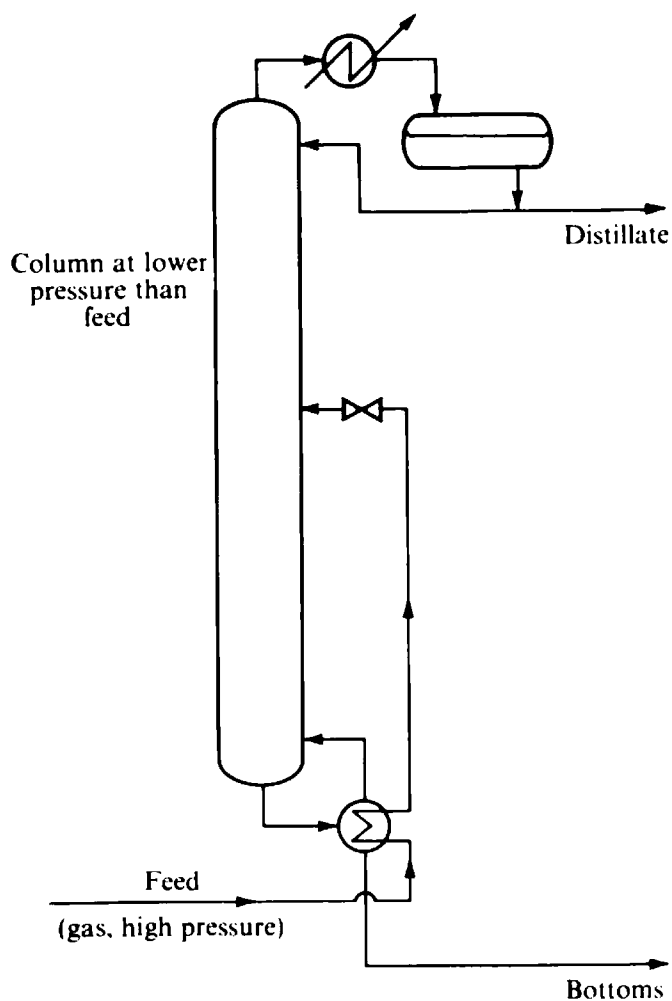 Distillate
Column at lower
pressure than
feed
Feed
(gas, high pressure)
Bottoms